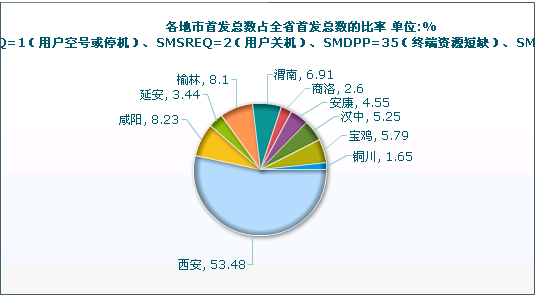 各地市首发总数占全省首发总数的比率 单位:%
Q=1(用户空号或停机)、SMSREQ=2(用户关机)、SMDPP=35(终端资源短缺)、SM
渭南, 6.91
榆林, 8.1
商洛, 2.6
延安, 3.44
安康, 4.55
汉中, 5.25
咸阳, 8.23
宝鸡, 5.79
铜川, 1.65
西安, 53.48